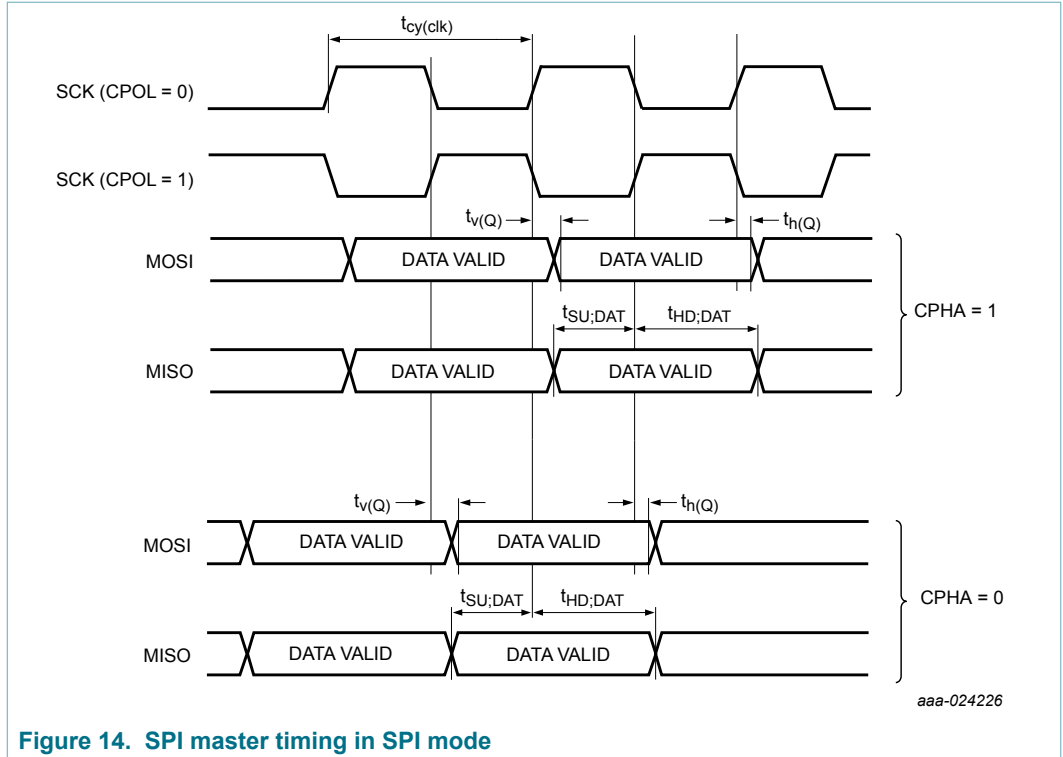 tcy(clk)
SCK (CPOL = 0)
SCK (CPOL = 1)
tv(Q)
th(Q)
MOSI
DATA VALID
DATA VALID
CPHA = 1
tSU;DAT
tHD;DAT
MISO
DATA VALID
DATA VALID
tv(Q)
th(Q)
MOSI
DATA VALID
DATA VALID
CPHA = 0
tSU;DAT
tHD;DAT
MISO
DATA VALID
DATA VALID
aaa-024226
Figure 14. SPI master timing in SPI mode